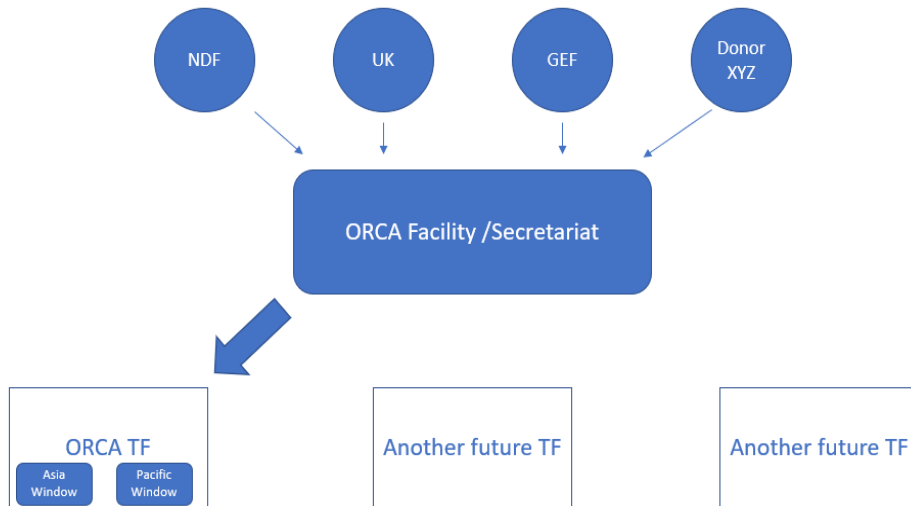 NDF
UK
GEF
Donor
XYZ
ORCA Facility /Secretariat
ORCA TF
Asia
Window
Pacific
Window
Another future TF
Another future TF